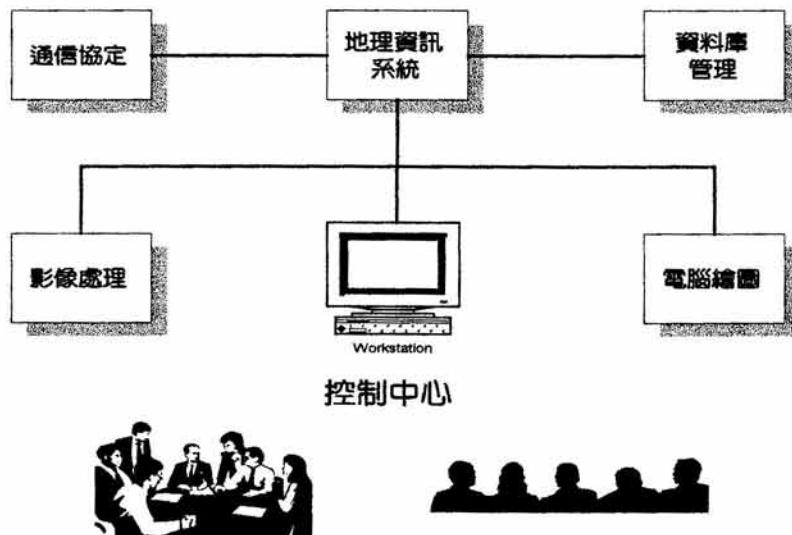 通信協定
地理資訊
系統
資料庫
管理
影像處理
電腦繪圖
Workstation
控制中心